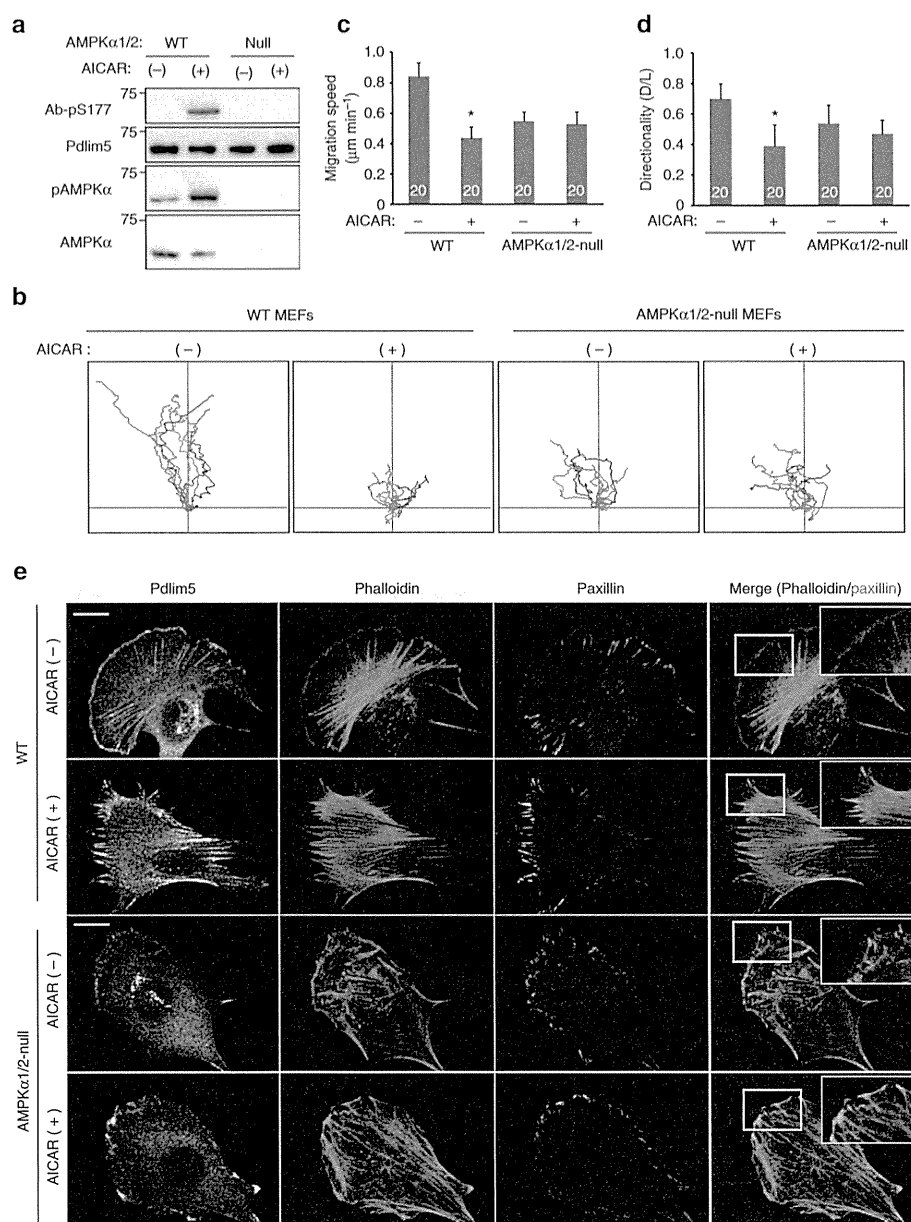 a
AMPKα1/2: WT Null
AICAR: (–) (+) (–) (+)
75
Ab-pS177
75
Pdlim5
75
pAMPKα
75
AMPKα
c
Migration speed
(μm min⁻¹)
1.0
0.8
0.6
0.4
0.2
0
*
20 20 20 20
AICAR: – + – +
WT AMPKα1/2-null
d
Directionality (D/L)
1.0
0.8
0.6
0.4
0.2
0
*
20 20 20 20
AICAR: – + – +
WT AMPKα1/2-null
b
WT MEFs AMPKα1/2-null MEFs
AICAR : (–) (+) (–) (+)
e
Pdlim5 Phalloidin Paxillin Merge (Phalloidin/paxillin)
WT
AICAR (–)
AICAR (+)
AMPKα1/2-null
AICAR (–)
AICAR (+)